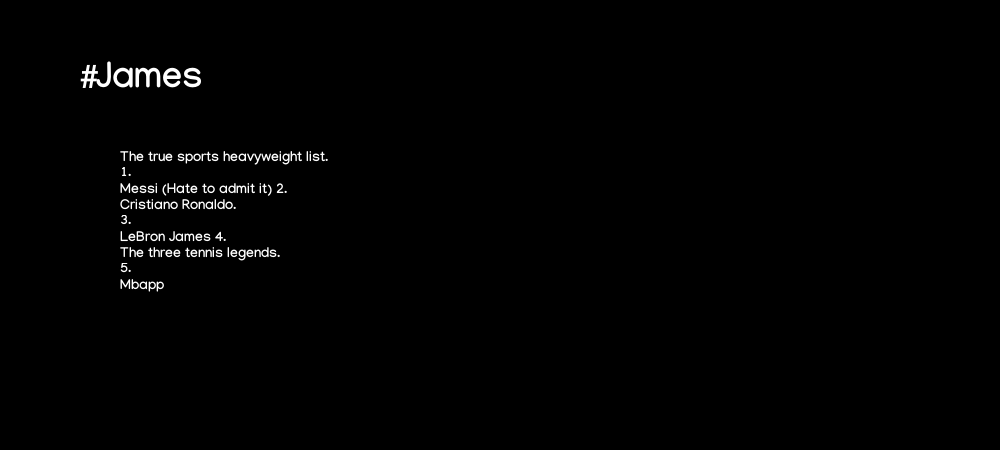 #James
The true sports heavyweight list.
1.
Messi (Hate to admit it) 2.
Cristiano Ronaldo.
3.
LeBron James 4.
The three tennis legends.
5.
Mbapp